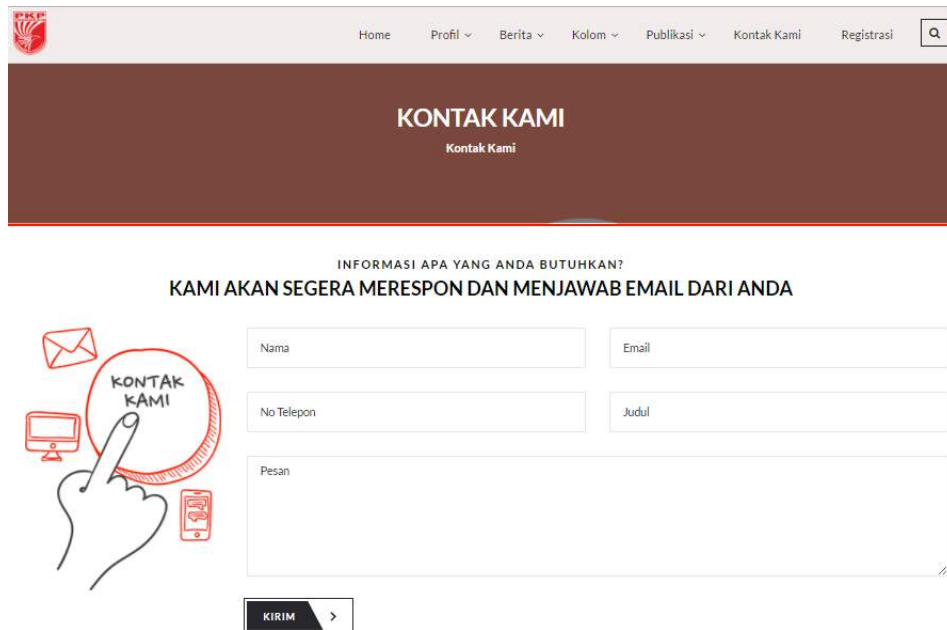 PKP
Home Profil Berita Kolom Publikasi Kontak Kami Registrasi
KONTAK KAMI
Kontak Kami
INFORMASI APA YANG ANDA BUTUHKAN?
KAMI AKAN SEGERA MERESPON DAN MENJAWAB EMAIL DARI ANDA
KONTAK
KAMI
Nama Email
No Telepon Judul
Pesan
KIRIM